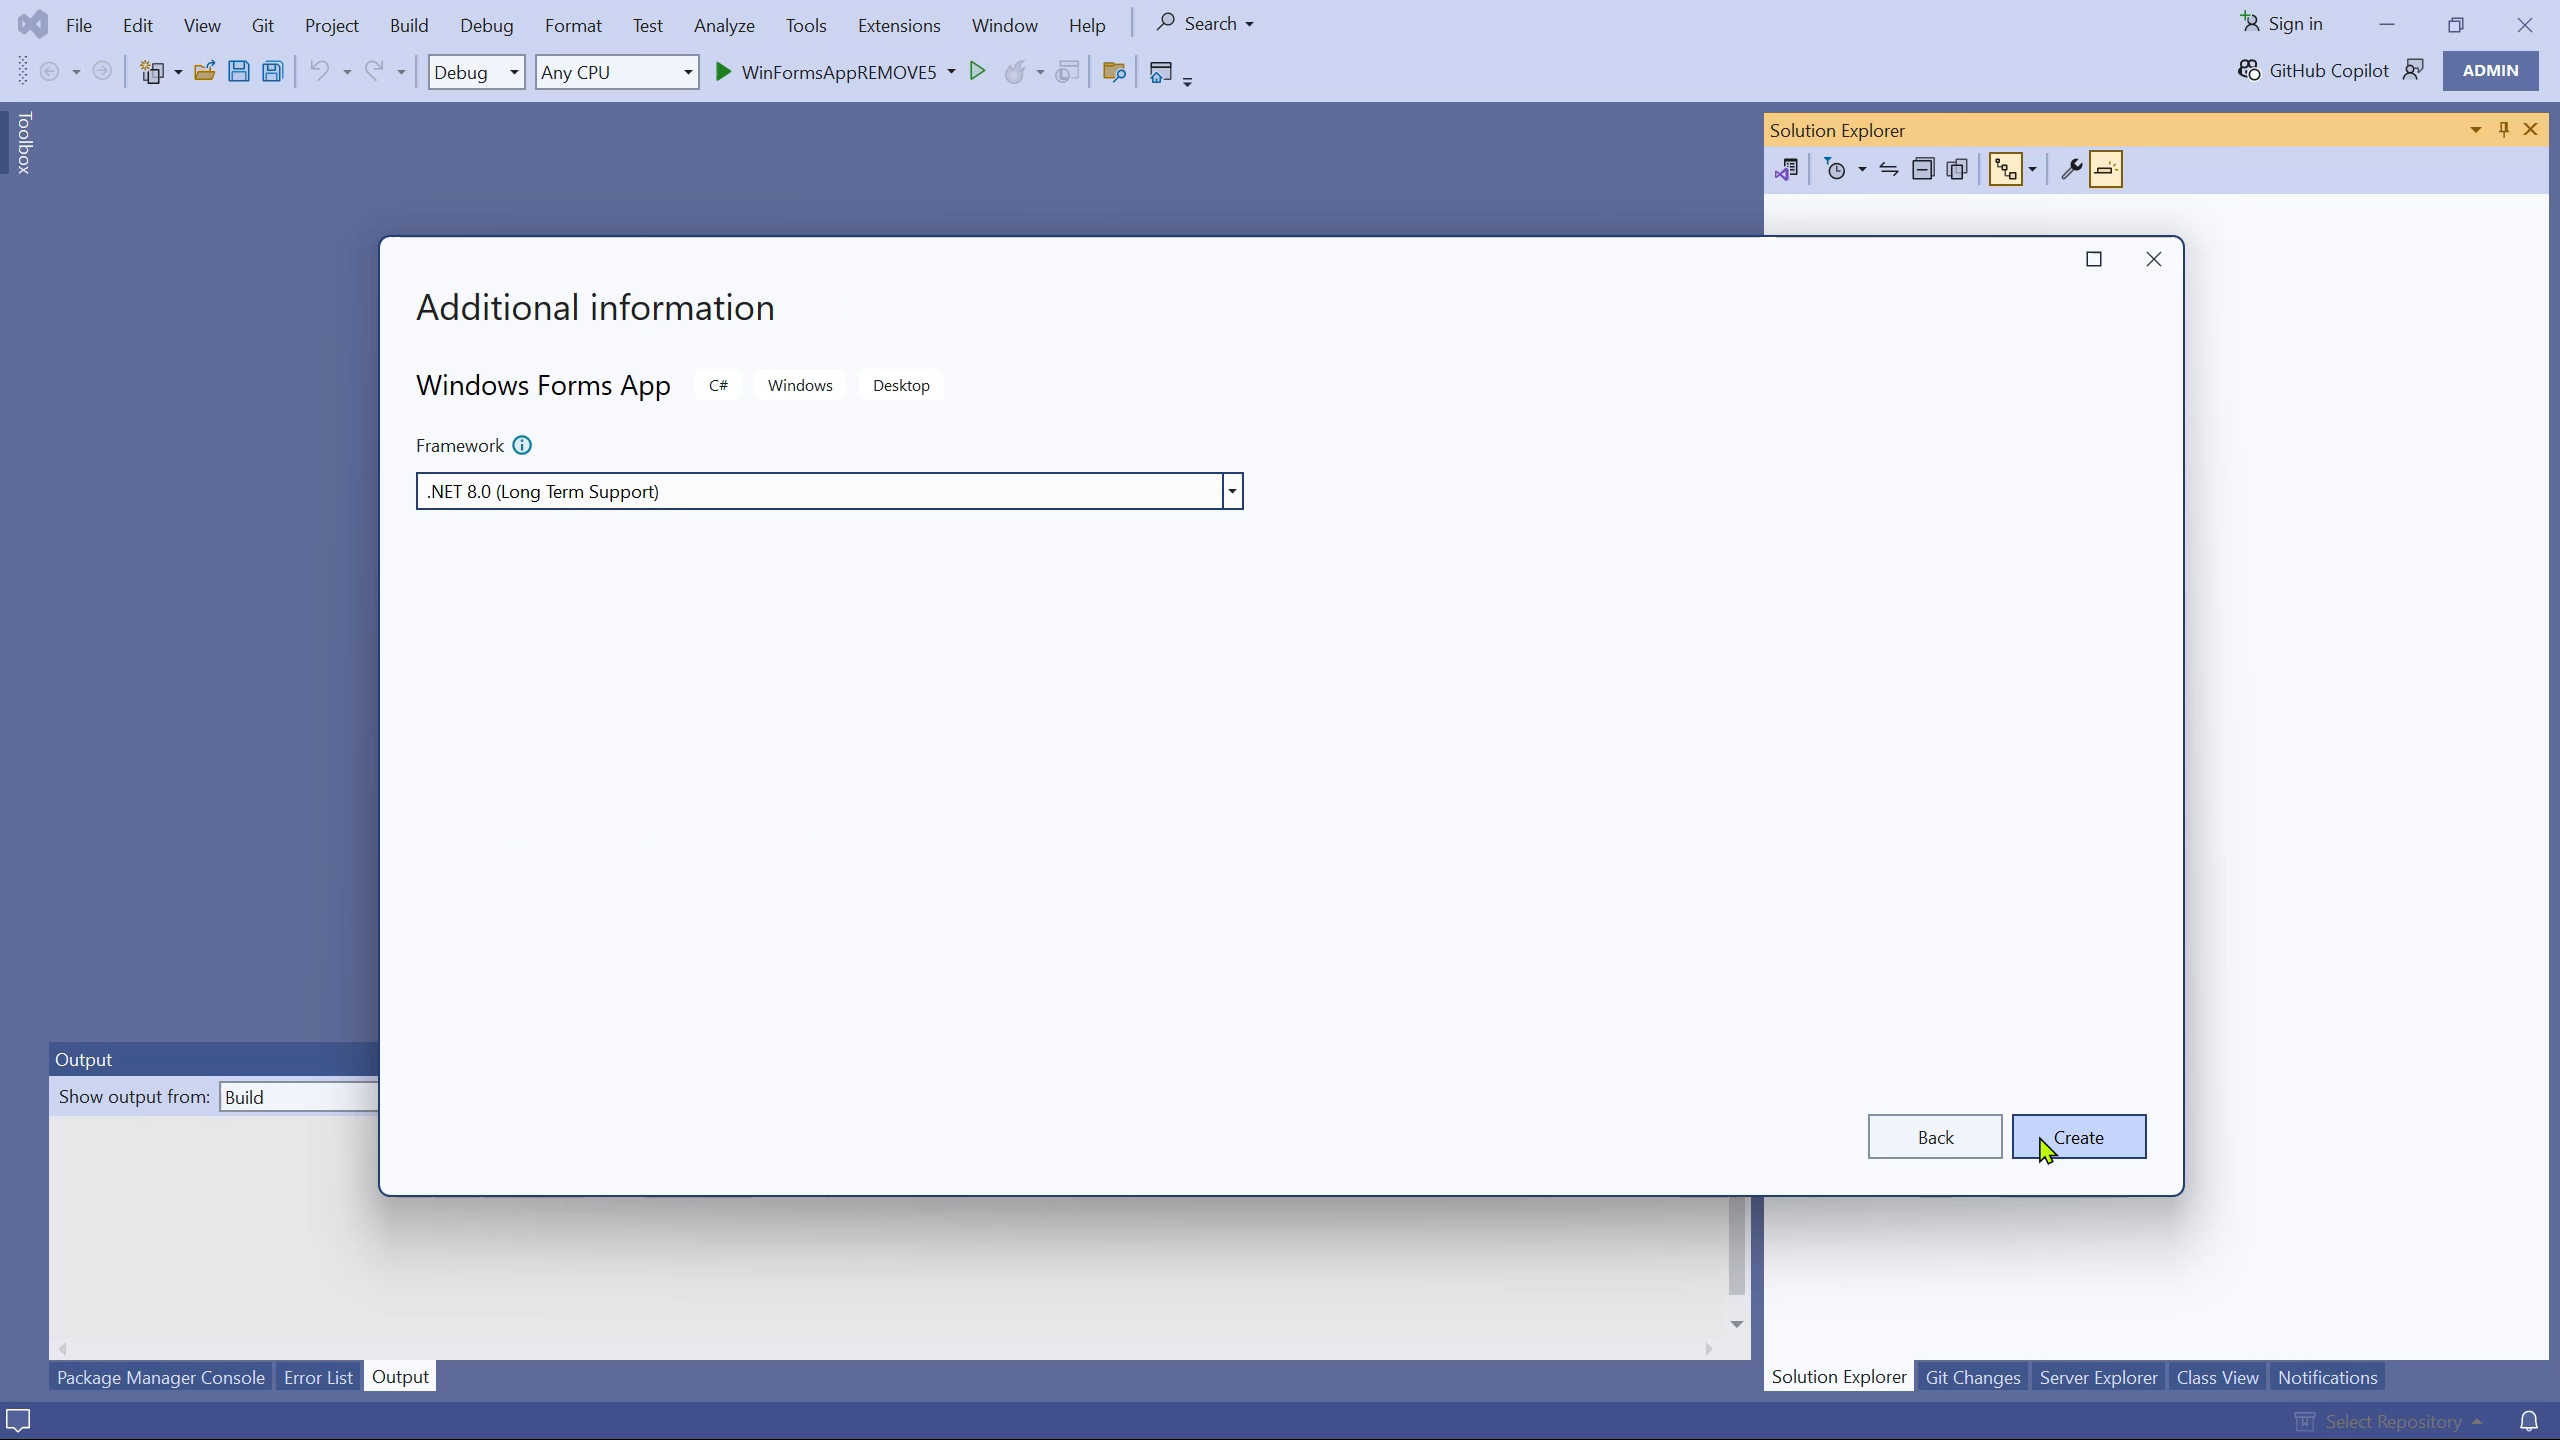 File Edit View Git Project Build Debug Format Test Analyze Tools Extensions Window Help Search Sign in
Debug Any CPU WinFormsAppREMOVE5 GitHub Copilot ADMIN
Toolbox
Solution Explorer
Additional information
Windows Forms App C# Windows Desktop
Framework
.NET 8.0 (Long Term Support)
Back Create
Output
Show output from: Build
Package Manager Console Error List Output
Solution Explorer Git Changes Server Explorer Class View Notifications
Select Repository